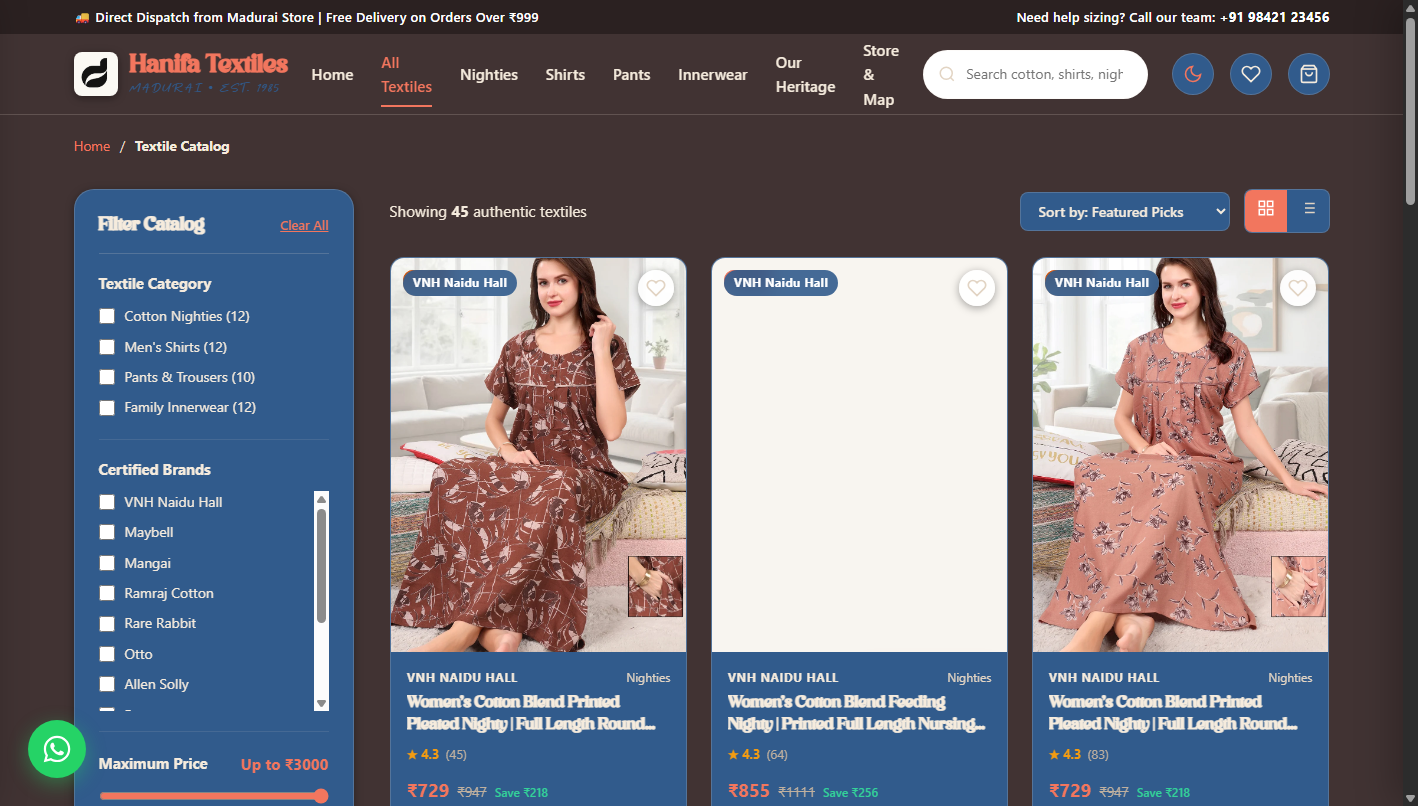 🚚 Direct Dispatch from Madurai Store | Free Delivery on Orders Over ₹999
Need help sizing? Call our team: +91 98421 23456
Hanifa Textiles
MADURAI • EST. 1985
Home
All
Textiles
Nighties
Shirts
Pants
Innerwear
Our
Heritage
Store
&
Map
Search cotton, shirts, nigh
Home / Textile Catalog
Filter Catalog
Clear All
Textile Category
Cotton Nighties (12)
Men's Shirts (12)
Pants & Trousers (10)
Family Innerwear (12)
Certified Brands
VNH Naidu Hall
Maybell
Mangai
Ramraj Cotton
Rare Rabbit
Otto
Allen Solly
Maximum Price
Up to ₹3000
Showing 45 authentic textiles
Sort by: Featured Picks
VNH Naidu Hall
VNH NAIDU HALL
Nighties
Women's Cotton Blend Printed
Pleated Nighty | Full Length Round...
★ 4.3 (45)
₹729 ₹947 Save ₹218
VNH Naidu Hall
VNH NAIDU HALL
Nighties
Women's Cotton Blend Feeding
Nighty | Printed Full Length Nursing...
★ 4.3 (64)
₹855 ₹1111 Save ₹256
VNH Naidu Hall
VNH NAIDU HALL
Nighties
Women's Cotton Blend Printed
Pleated Nighty | Full Length Round...
★ 4.3 (83)
₹729 ₹947 Save ₹218